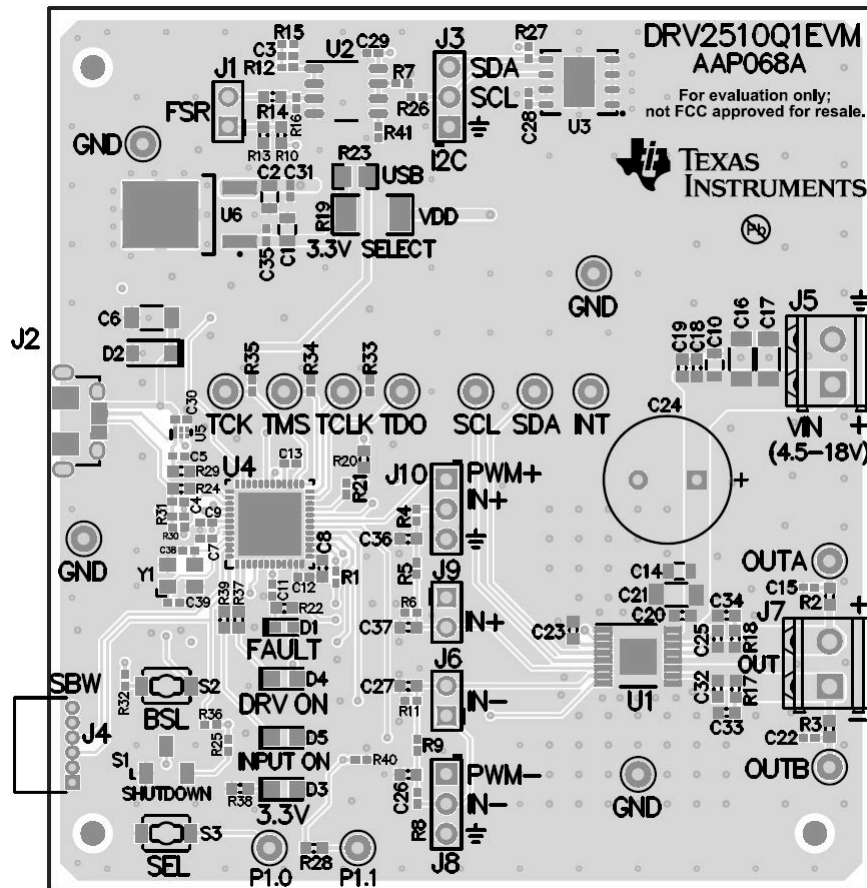 DRV2510Q1EVM
AAP068A
For evaluation only;
not FCC approved for resale.
TEXAS
INSTRUMENTS
Pb
R15
C3
R12
U2
C29
J3
SDA
SCL
I2C
R27
C28
U3
J1
FSR
R14
R16
R13
R10
R7
R26
R41
GND
C2
C31
R23
USB
U6
R19
VDD
3.3V
SELECT
C35
C1
GND
C6
D2
J2
R35
R34
R33
TCK
TMS
TCLK
TDO
SCL
SDA
INT
C19
C18
C10
C16
C17
J5
VIN
+
(4.5-18V)
C24
+
C30
U5
C5
R29
R24
C4
R31
C9
R30
C38
C7
Y1
C39
GND
U4
C13
R20
R21
C8
R1
C12
C11
R22
R39
R37
J10
PWM+
IN+
R4
C36
R5
J9
R6
C37
IN+
D1
FAULT
D4
DRV ON
D5
INPUT ON
D3
3.3V
J6
C27
R11
IN-
R9
PWM-
IN-
C26
R8
J8
C14
C21
C20
C23
U1
C34
C25
R18
C32
R17
C33
OUTA
C15
R2
J7
+
OUT
-
R3
C22
OUTB
GND
SBW
J4
R32
S2
BSL
R36
R25
S1
SHUTDOWN
R38
R40
S3
SEL
P1.0
R28
P1.1